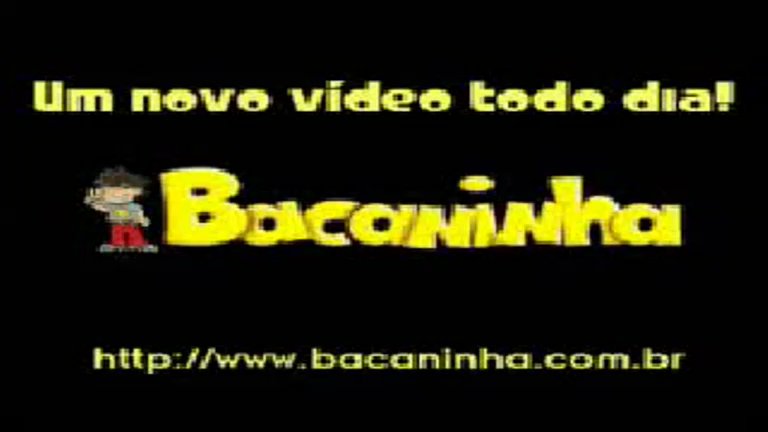 Um novo vídeo todo dia!
Bacaninha
http://www.bacaninha.com.br